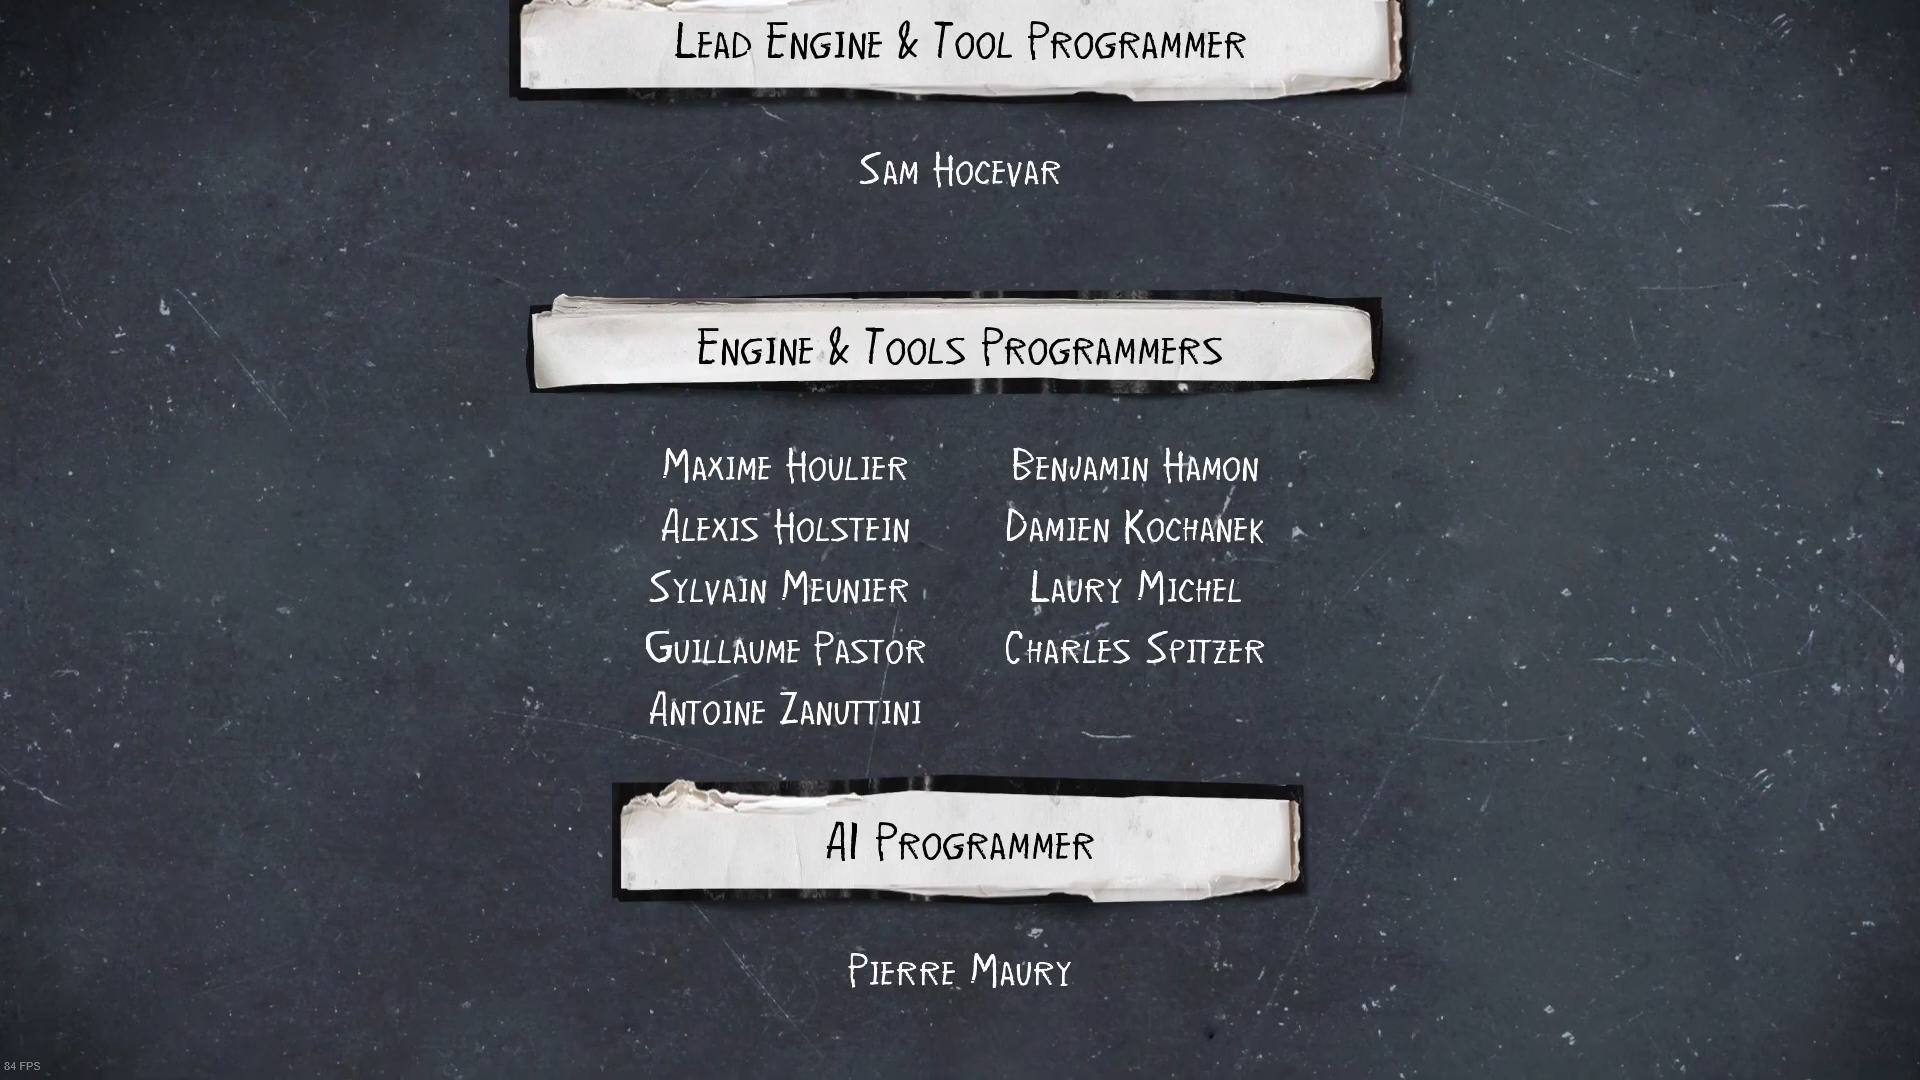 Lead Engine & Tool Programmer
Sam Hocevar
Engine & Tools Programmers
Maxime Houlier Benjamin Hamon
Alexis Holstein Damien Kochanek
Sylvain Meunier Laury Michel
Guillaume Pastor Charles Spitzer
Antoine Zanuttini
AI Programmer
Pierre Maury
84 FPS